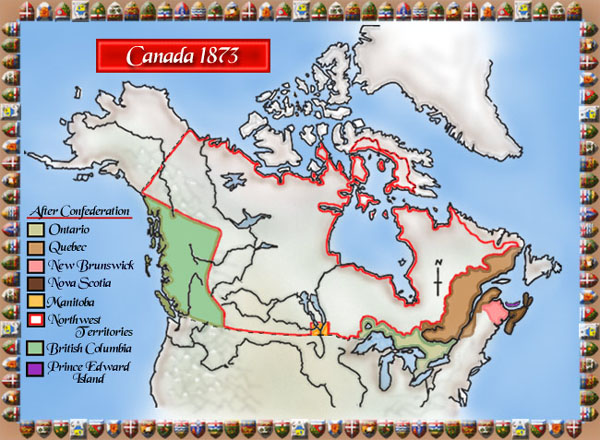 Canada 1873
After Confederation
Ontario
Quebec
New Brunswick
Nova Scotia
Manitoba
Northwest
Territories
British Columbia
Prince Edward
Island
N